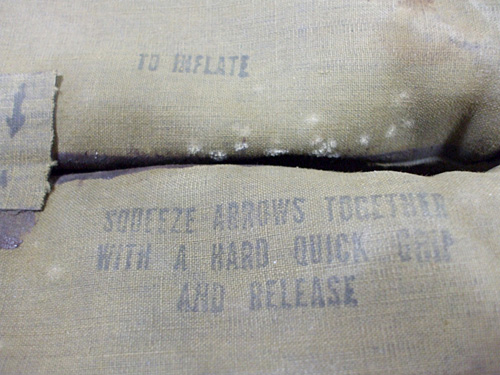 TO INFLATE
SQUEEZE ARROWS TOGETHER
WITH A HARD QUICK GRIP
AND RELEASE